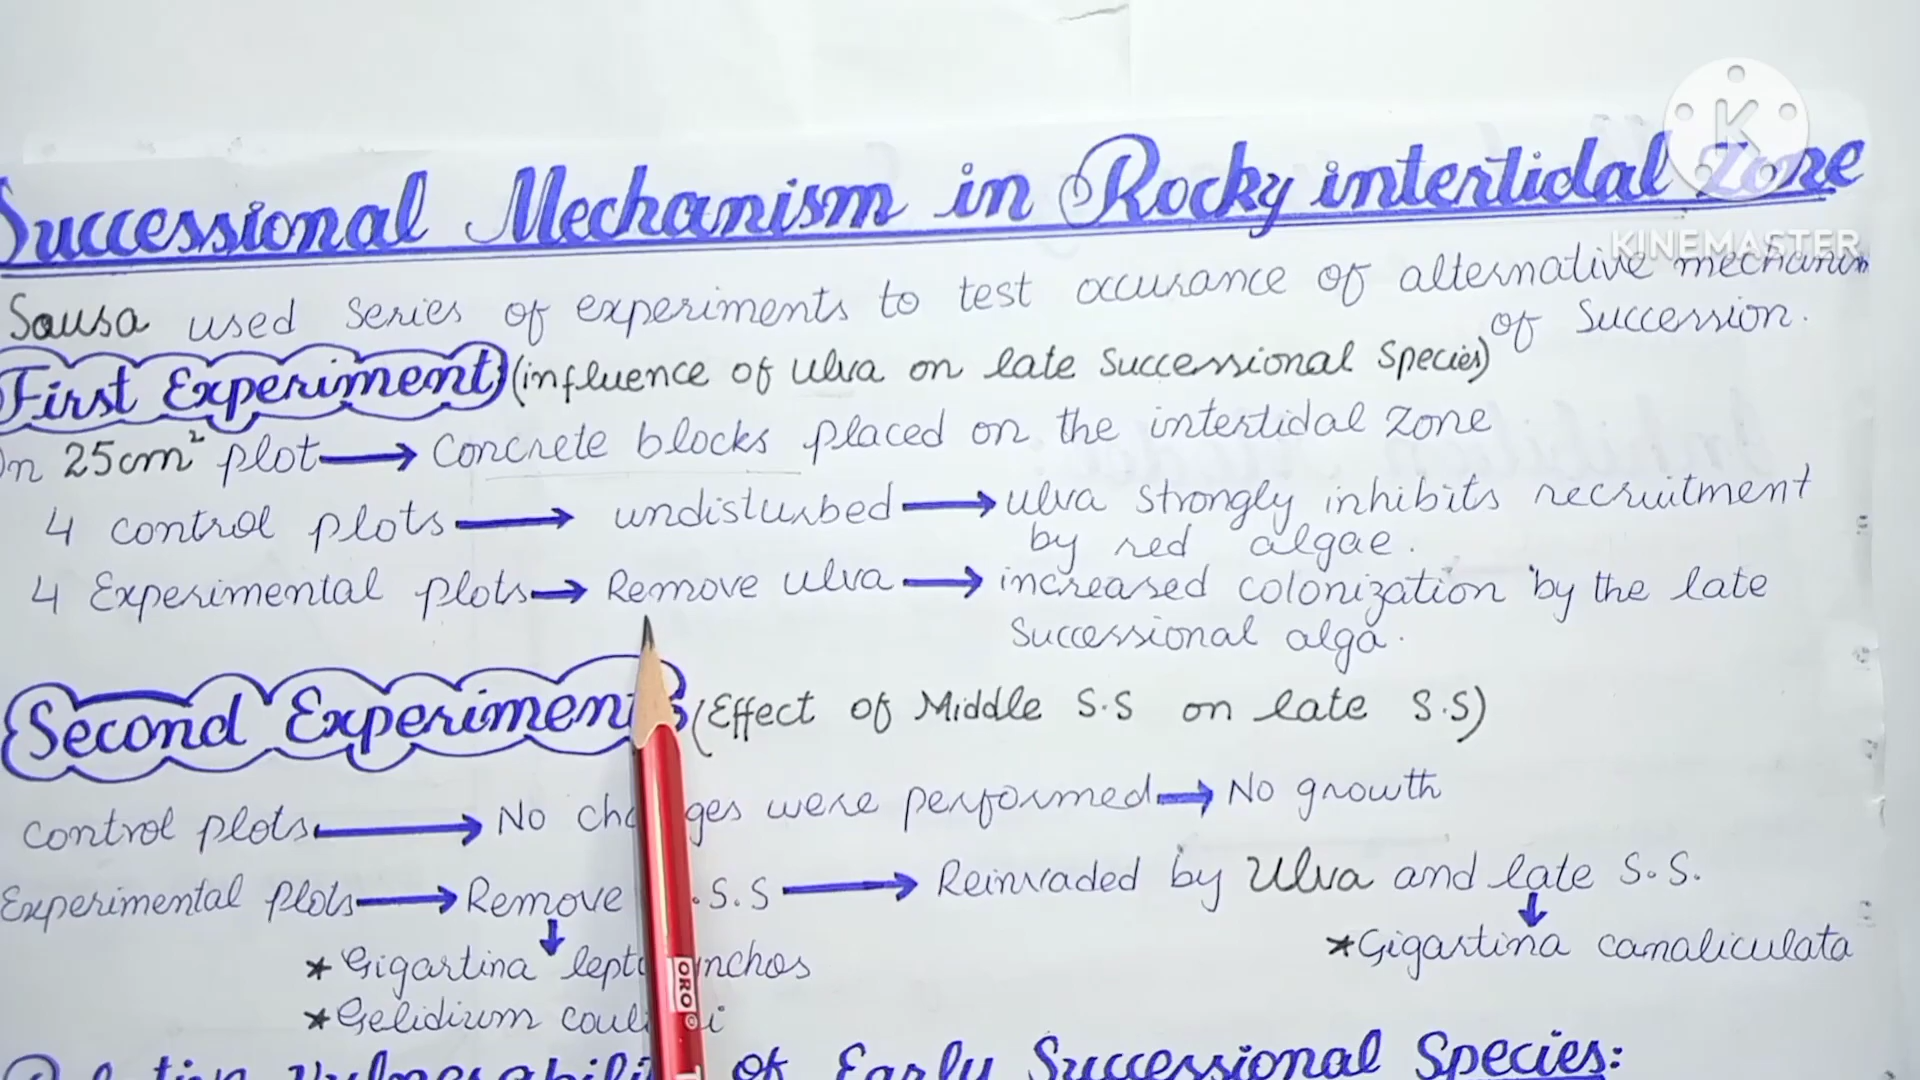 Successional Mechanism in Rocky intertidal Zone
K
KINEMASTER
Sousa used series of experiments to test occurance of alternative mechanism
of Succession.
First Experiment (influence of ulva on late Successional Species)
In 25cm² plot → Concrete blocks placed on the intertidal Zone
4 control plots → undisturbed → ulva strongly inhibits recruitment
by red algae.
4 Experimental plots → Remove ulva → increased colonization by the late
Successional alga.
Second Experiment (Effect of Middle S.S on late S.S)
Control plots → No changes were performed → No growth
Experimental plots → Remove .S.S → Reinvaded by Ulva and late S.S.
↓ ↓
* Gigartina * Gigartina canaliculata
* Gelidium
ORO
of Early Successional Species: